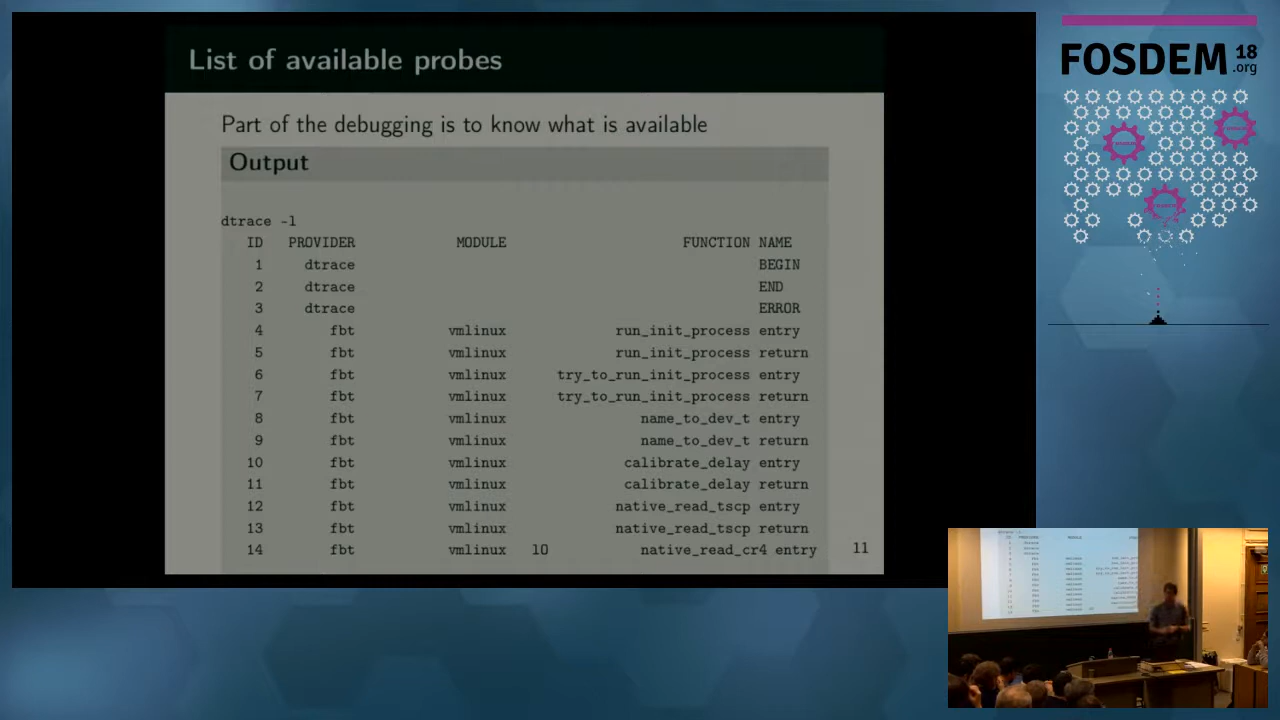 List of available probes
Part of the debugging is to know what is available
Output
dtrace -l
ID PROVIDER MODULE FUNCTION NAME
1 dtrace BEGIN
2 dtrace END
3 dtrace ERROR
4 fbt vmlinux run_init_process entry
5 fbt vmlinux run_init_process return
6 fbt vmlinux try_to_run_init_process entry
7 fbt vmlinux try_to_run_init_process return
8 fbt vmlinux name_to_dev_t entry
9 fbt vmlinux name_to_dev_t return
10 fbt vmlinux calibrate_delay entry
11 fbt vmlinux calibrate_delay return
12 fbt vmlinux native_read_tscp entry
13 fbt vmlinux native_read_tscp return
14 fbt vmlinux 10 native_read_cr4 entry 11
FOSDEM 18
.org